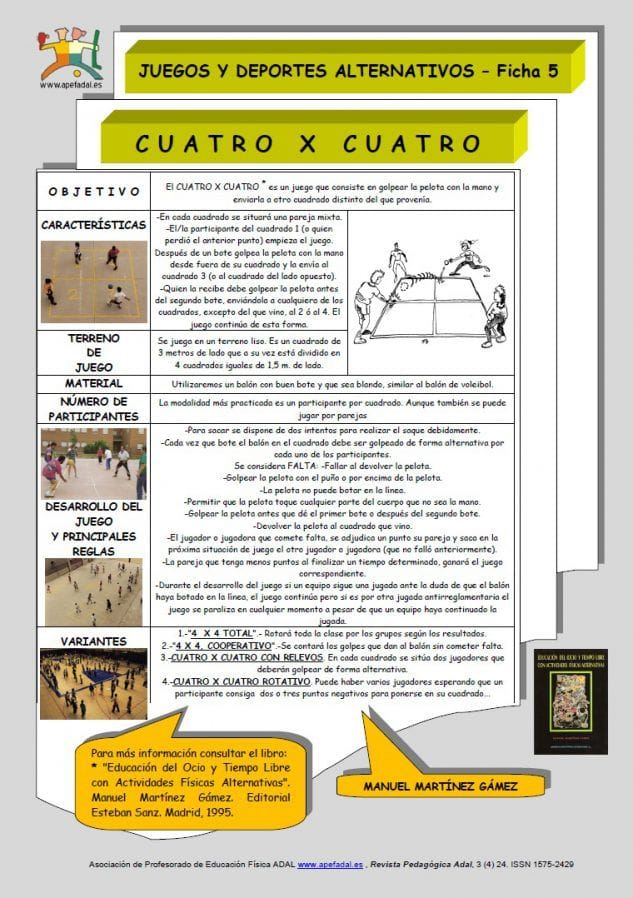 www.apefadal.es
JUEGOS Y DEPORTES ALTERNATIVOS – Ficha 5
CUATRO X CUATRO
OBJETIVO
El CUATRO X CUATRO * es un juego que consiste en golpear la pelota con la mano y
enviarla a otro cuadrado distinto del que provenía.
CARACTERÍSTICAS
-En cada cuadrado se situará una pareja mixta.
-El/la participante del cuadrado 1 (o quien
perdió el anterior punto) empieza el juego.
Después de un bote golpea la pelota con la mano
desde fuera de su cuadrado y la envía al
cuadrado 3 (o al cuadrado del lado opuesto).
-Quien la recibe debe golpear la pelota antes
del segundo bote, enviándola a cualquiera de los
cuadrados, excepto del que vino, al 2 ó al 4. El
juego continúa de esta forma.
TERRENO
DE
JUEGO
Se juega en un terreno liso. Es un cuadrado de
3 metros de lado que a su vez está dividido en
4 cuadrados iguales de 1,5 m. de lado.
MATERIAL
Utilizaremos un balón con buen bote y que sea blando, similar al balón de voleibol.
NÚMERO DE
PARTICIPANTES
La modalidad más practicada es un participante por cuadrado. Aunque también se puede
jugar por parejas
DESARROLLO DEL
JUEGO
Y PRINCIPALES
REGLAS
-Para sacar se dispone de dos intentos para realizar el saque debidamente.
-Cada vez que bote el balón en el cuadrado debe ser golpeado de forma alternativa por
cada uno de los participantes.
Se considera FALTA: -Fallar al devolver la pelota.
-Golpear la pelota con el puño o por encima de la pelota.
-La pelota no puede botar en la línea.
-Permitir que la pelota toque cualquier parte del cuerpo que no sea la mano.
-Golpear la pelota antes que dé el primer bote o después del segundo bote.
-Devolver la pelota al cuadrado que vino.
-El jugador o jugadora que comete falta, se adjudica un punto su pareja y saca en la
próxima situación de juego el otro jugador o jugadora (que no falló anteriormente).
-La pareja que tenga menos puntos al finalizar un tiempo determinado, ganará el juego
correspondiente.
-Durante el desarrollo del juego si un equipo sigue una jugada ante la duda de que el balón
haya botado en la línea, el juego continúa pero si es por otra jugada antirreglamentaria el
juego se paraliza en cualquier momento a pesar de que un equipo haya continuado la
jugada.
VARIANTES
1.-"4 X 4 TOTAL".- Rotará toda la clase por los grupos según los resultados.
2.-"4 X 4, COOPERATIVO".-Se contará los golpes que dan al balón sin cometer falta.
3.-CUATRO X CUATRO CON RELEVOS. En cada cuadrado se sitúa dos jugadores que
deberán golpear de forma alternativa.
4.-CUATRO X CUATRO ROTATIVO. Puede haber varios jugadores esperando que un
participante consiga dos o tres puntos negativos para ponerse en su cuadrado...
EDUCACIÓN DEL OCIO Y TIEMPO LIBRE
CON ACTIVIDADES FÍSICAS ALTERNATIVAS
Para más información consultar el libro:
* "Educación del Ocio y Tiempo Libre
con Actividades Físicas Alternativas".
Manuel Martínez Gámez. Editorial
Esteban Sanz. Madrid, 1995.
MANUEL MARTÍNEZ GÁMEZ
Asociación de Profesorado de Educación Física ADAL www.apefadal.es , Revista Pedagógica Adal, 3 (4) 24. ISSN 1575-2429